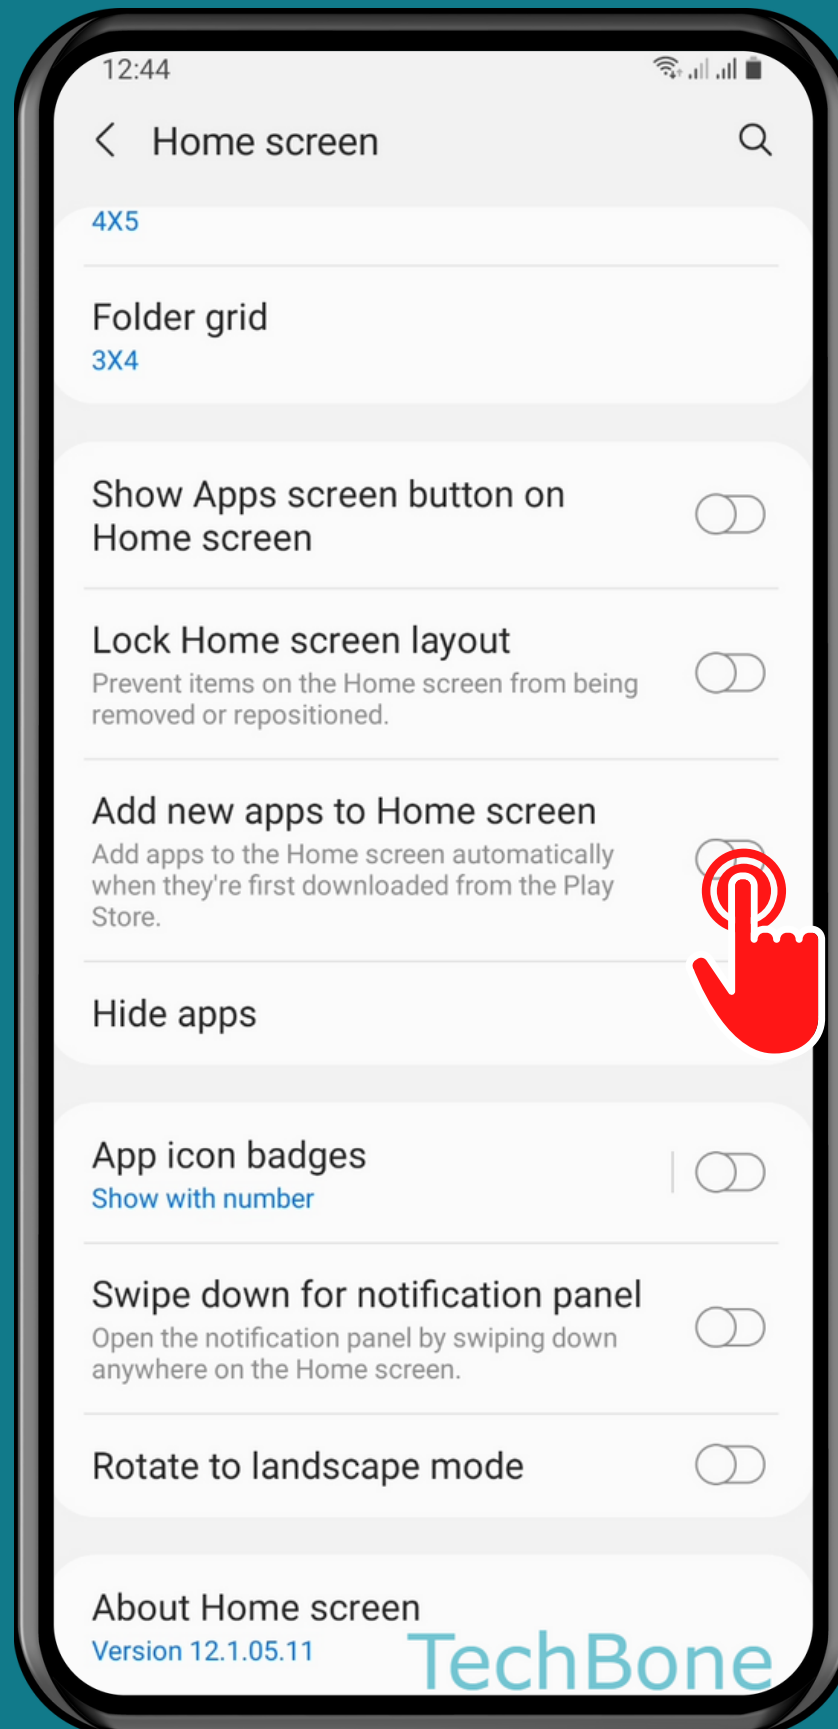 12:44
Home screen
4X5
Folder grid
3X4
Show Apps screen button on
Home screen
Lock Home screen layout
Prevent items on the Home screen from being
removed or repositioned.
Add new apps to Home screen
Add apps to the Home screen automatically
when they're first downloaded from the Play
Store.
Hide apps
App icon badges
Show with number
Swipe down for notification panel
Open the notification panel by swiping down
anywhere on the Home screen.
Rotate to landscape mode
About Home screen
Version 12.1.05.11
TechBone